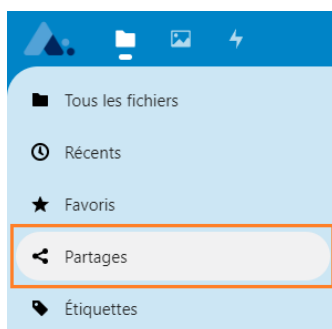 Tous les fichiers
Récents
Favoris
Partages
Étiquettes